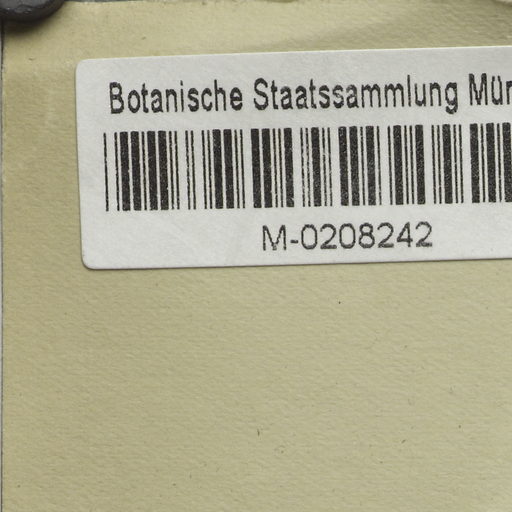 Botanische Staatssammlung Mün
M-0208242